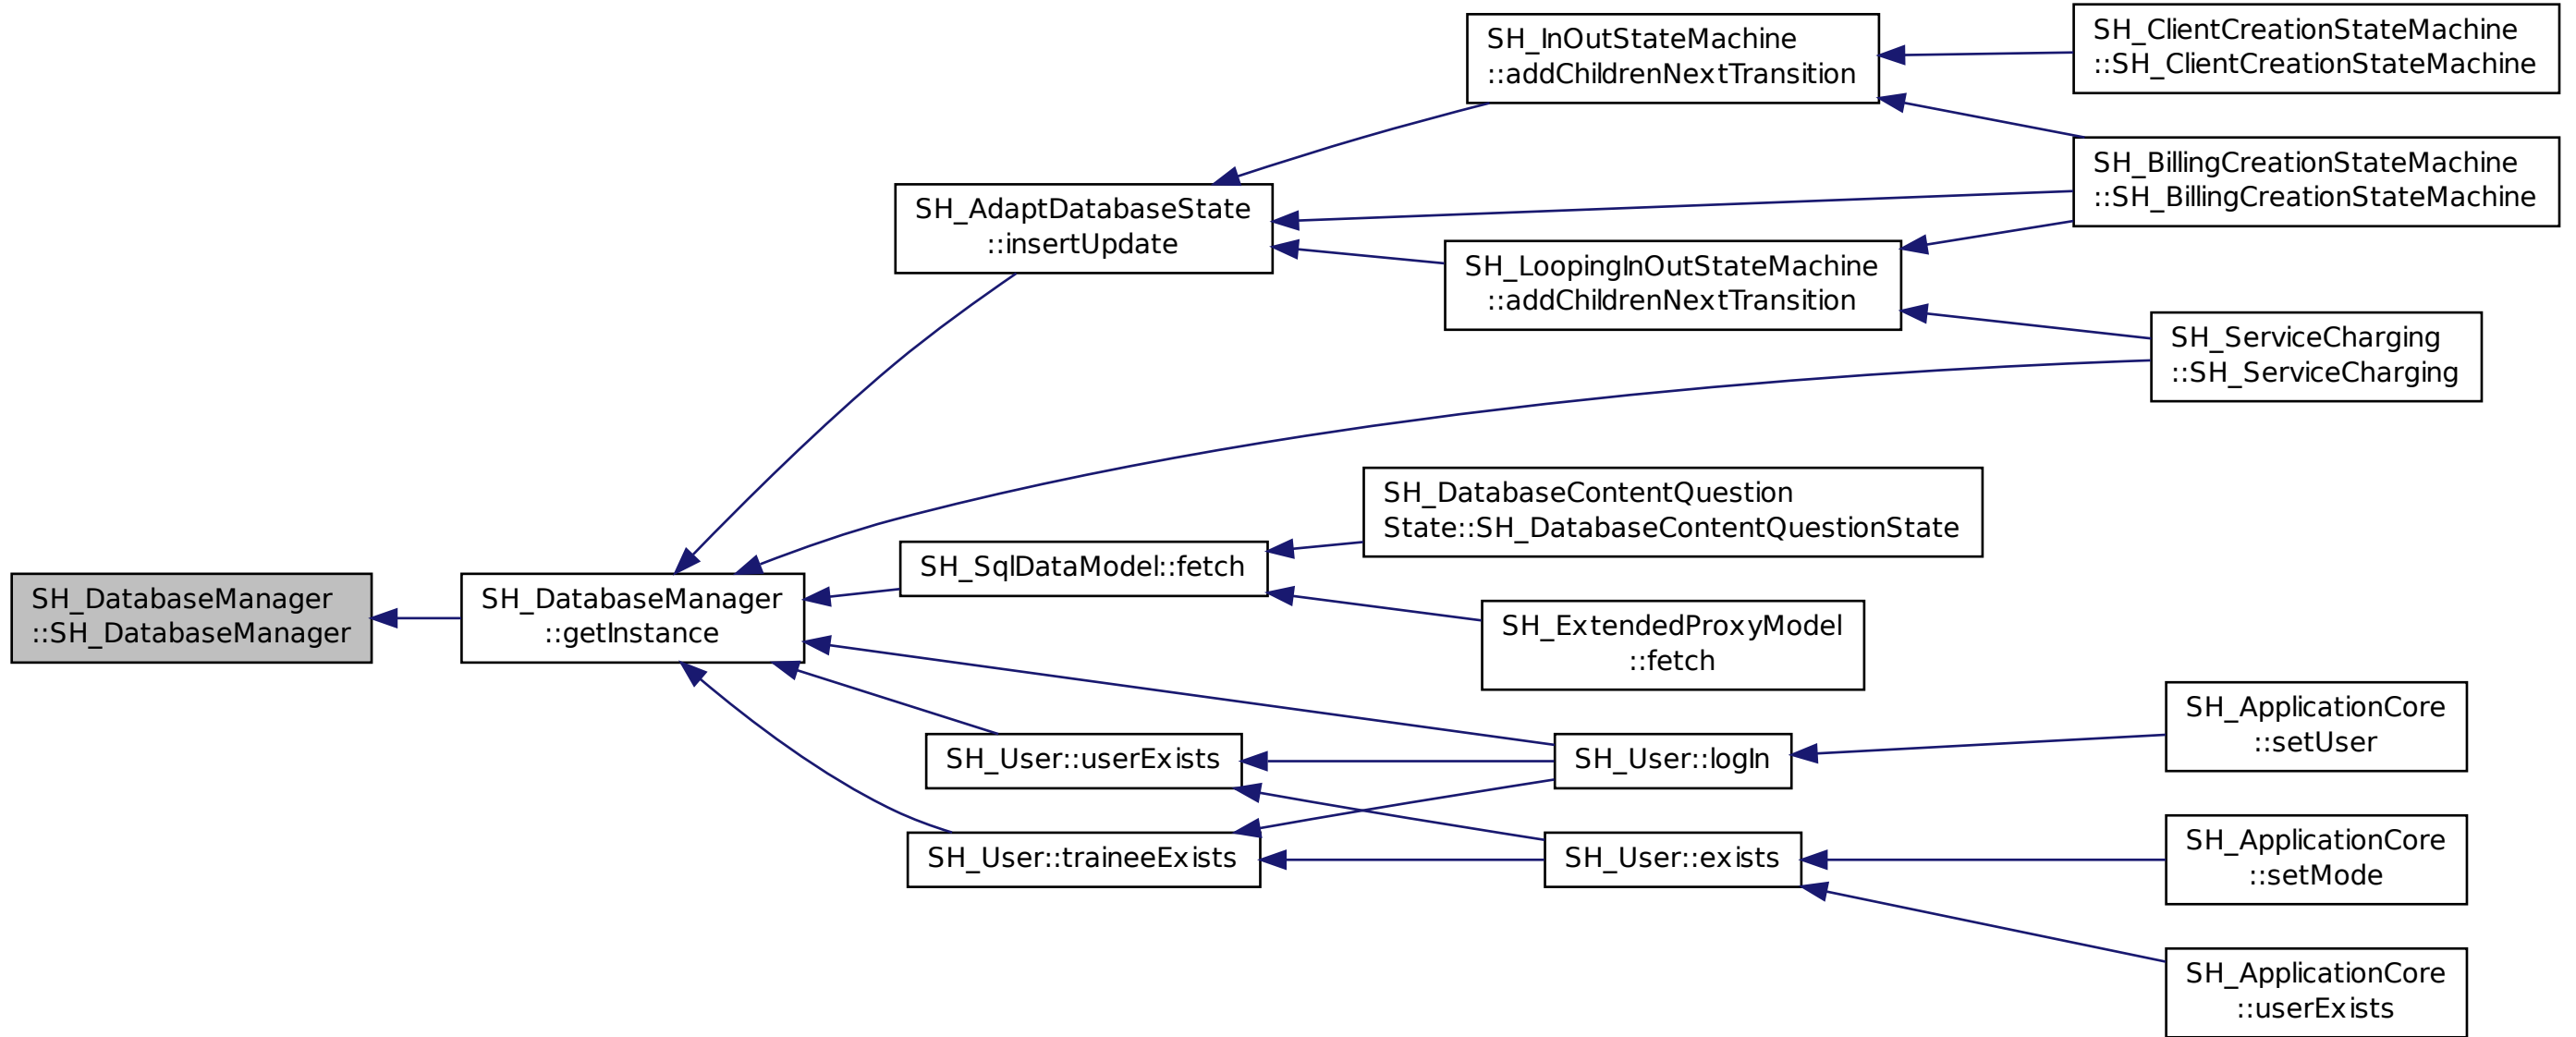 SH_ClientCreationStateMachine
::SH_ClientCreationStateMachine
SH_InOutStateMachine
::addChildrenNextTransition
SH_BillingCreationStateMachine
::SH_BillingCreationStateMachine
SH_AdaptDatabaseState
::insertUpdate
SH_LoopingInOutStateMachine
::addChildrenNextTransition
SH_ServiceCharging
::SH_ServiceCharging
SH_DatabaseContentQuestion
State::SH_DatabaseContentQuestionState
SH_SqlDataModel::fetch
SH_DatabaseManager
::SH_DatabaseManager
SH_DatabaseManager
::getInstance
SH_ExtendedProxyModel
::fetch
SH_ApplicationCore
::setUser
SH_User::userExists
SH_User::logIn
SH_ApplicationCore
::setMode
SH_User::traineeExists
SH_User::exists
SH_ApplicationCore
::userExists